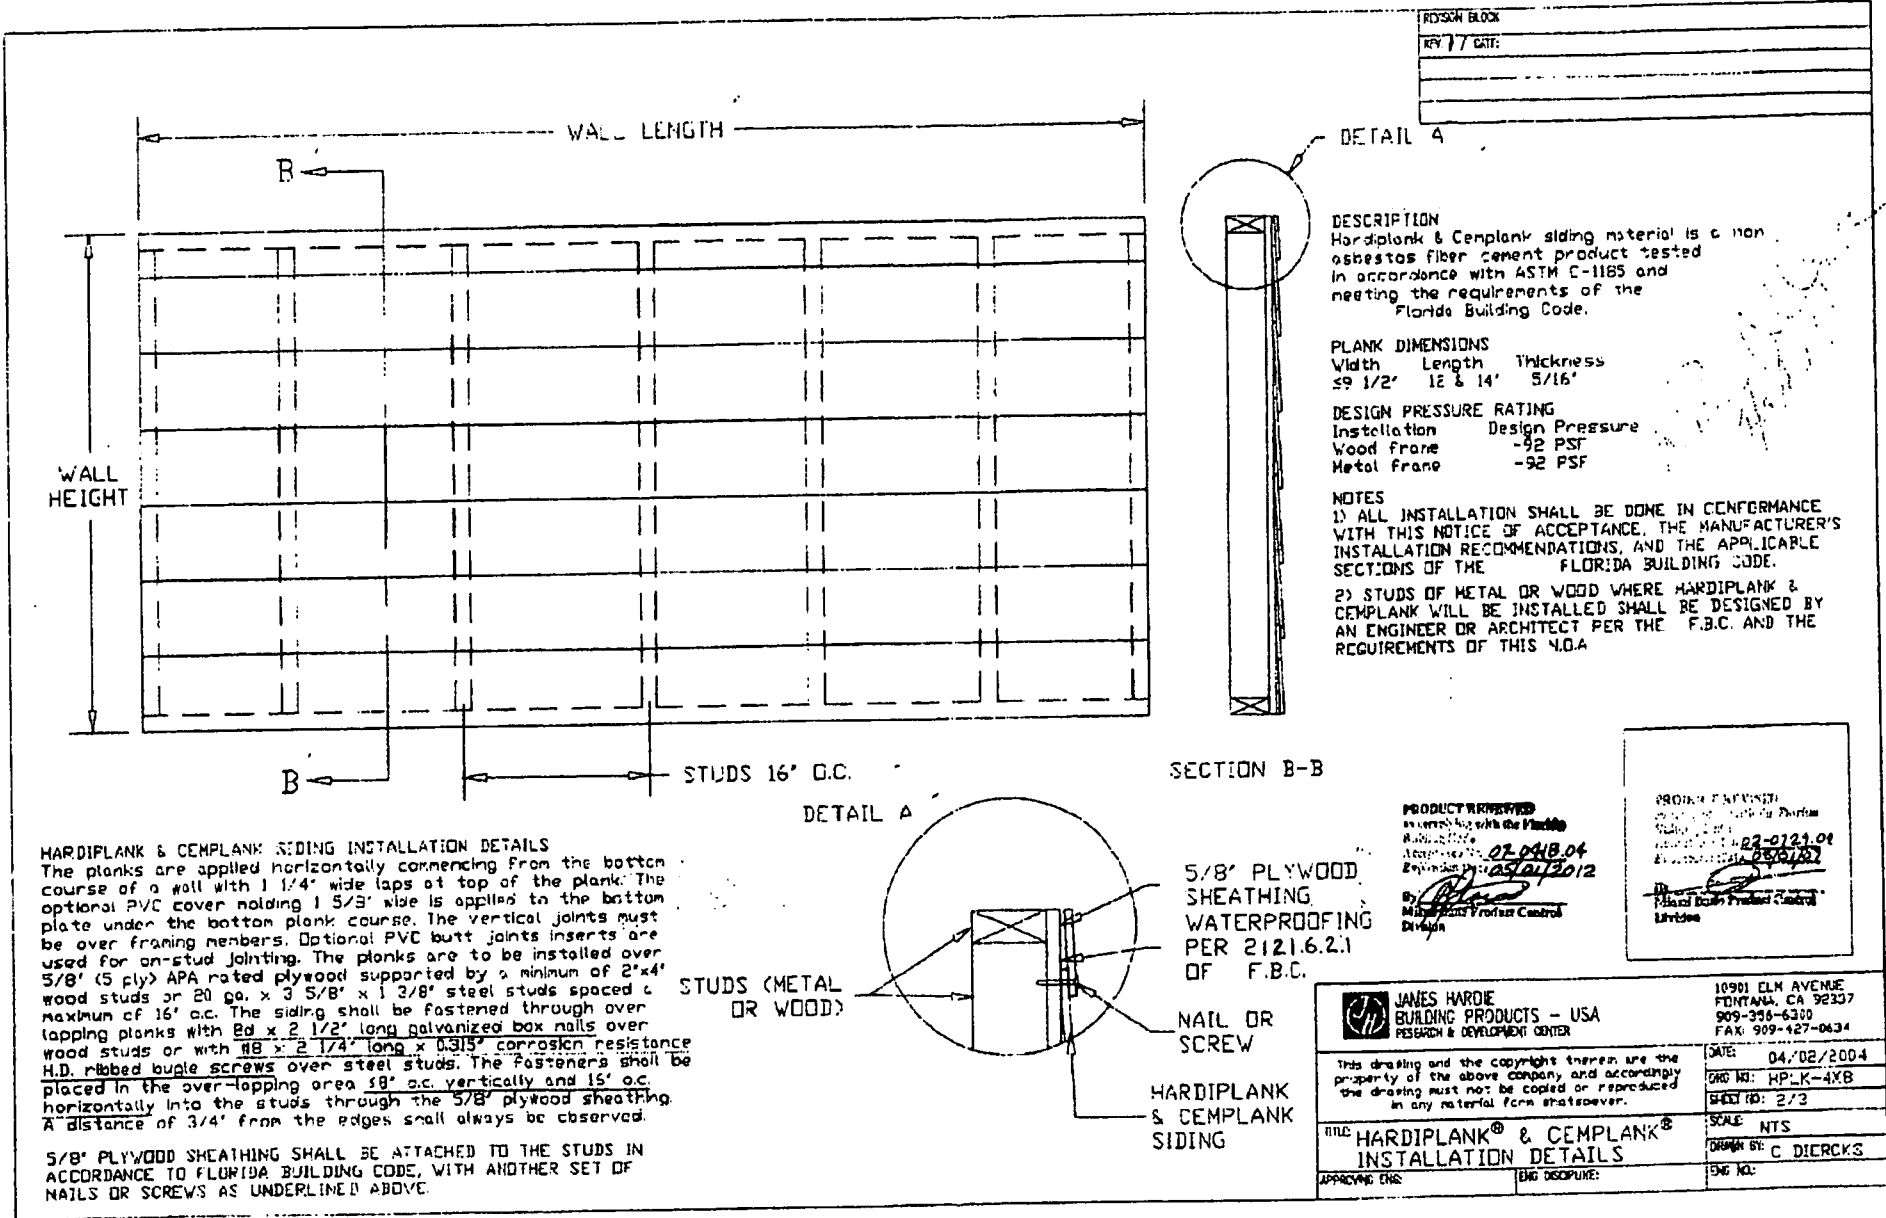 REVISION BLOCK
REV: DATE:
WALL LENGTH
DETAIL A
B
DESCRIPTION
Hardiplank & Cemplank siding material is a non
asbestos fiber cement product tested
in accordance with ASTM C-1185 and
meeting the requirements of the
Florida Building Code.
PLANK DIMENSIONS
Width Length Thickness
≤9 1/2" 12 & 14' 5/16"
DESIGN PRESSURE RATING
Installation Design Pressure
Wood frame -92 PSF
Metal frame -92 PSF
WALL
HEIGHT
NOTES
1) ALL INSTALLATION SHALL BE DONE IN CONFORMANCE
WITH THIS NOTICE OF ACCEPTANCE, THE MANUFACTURER'S
INSTALLATION RECOMMENDATIONS, AND THE APPLICABLE
SECTIONS OF THE FLORIDA BUILDING CODE.
2) STUDS OF METAL OR WOOD WHERE HARDIPLANK &
CEMPLANK WILL BE INSTALLED SHALL BE DESIGNED BY
AN ENGINEER OR ARCHITECT PER THE F.B.C. AND THE
REQUIREMENTS OF THIS N.O.A
B
STUDS 16" O.C.
SECTION B-B
DETAIL A
HARDIPLANK & CEMPLANK SIDING INSTALLATION DETAILS
The planks are applied horizontally commencing from the bottom
course of a wall with 1 1/4" wide laps at top of the plank. The
optional PVC cover molding 1 5/8" wide is applied to the bottom
plate under the bottom plank course. The vertical joints must
be over framing members. Optional PVC butt joints inserts are
used for on-stud jointing. The planks are to be installed over
5/8" (5 ply) APA rated plywood supported by a minimum of 2"x4"
wood studs or 20 ga. x 3 5/8" x 1 3/8" steel studs spaced a
maximum of 16" o.c. The siding shall be fastened through over
lapping planks with 8d x 2 1/2" long galvanized box nails over
wood studs or with #8 x 2 1/4" long x 0.315" corrosion resistance
H.D. ribbed bugle screws over steel studs. The fasteners shall be
placed in the over-lapping area o.c. vertically and 16" o.c.
horizontally into the studs through the 5/8" plywood sheathing.
A distance of 3/4" from the edges shall always be observed.
5/8" PLYWOOD SHEATHING SHALL BE ATTACHED TO THE STUDS IN
ACCORDANCE TO FLORIDA BUILDING CODE, WITH ANOTHER SET OF
NAILS OR SCREWS AS UNDERLINED ABOVE.
STUDS (METAL
OR WOOD)
5/8" PLYWOOD
SHEATHING
WATERPROOFING
PER 2121.6.2.1
OF F.B.C.
NAIL OR
SCREW
HARDIPLANK
& CEMPLANK
SIDING
PRODUCT RENEWED
as complying with the Florida
Building Code
Acceptance No 07-0418.04
Expiration Date 05/01/2012
By
Miami Dade Product Control
Division
PRODUCT REVISED
02-0729.02
Miami Dade Product Control
Division
JAMES HARDIE
BUILDING PRODUCTS - USA
RESEARCH & DEVELOPMENT CENTER
10901 ELM AVENUE
FONTANA, CA 92337
909-356-6300
FAX: 909-427-0634
This drawing and the copyright therein are the
property of the above company and accordingly
the drawing must not be copied or reproduced
in any material form whatsoever.
DATE: 04/02/2004
DRG NO.: HPLK-4X8
SHEET NO: 2/3
TITLE: HARDIPLANK® & CEMPLANK®
INSTALLATION DETAILS
SCALE: NTS
DRAWN BY: C DIERCKS
APPROVING ENG: ENG DISCIPLINE: ENG NO.: